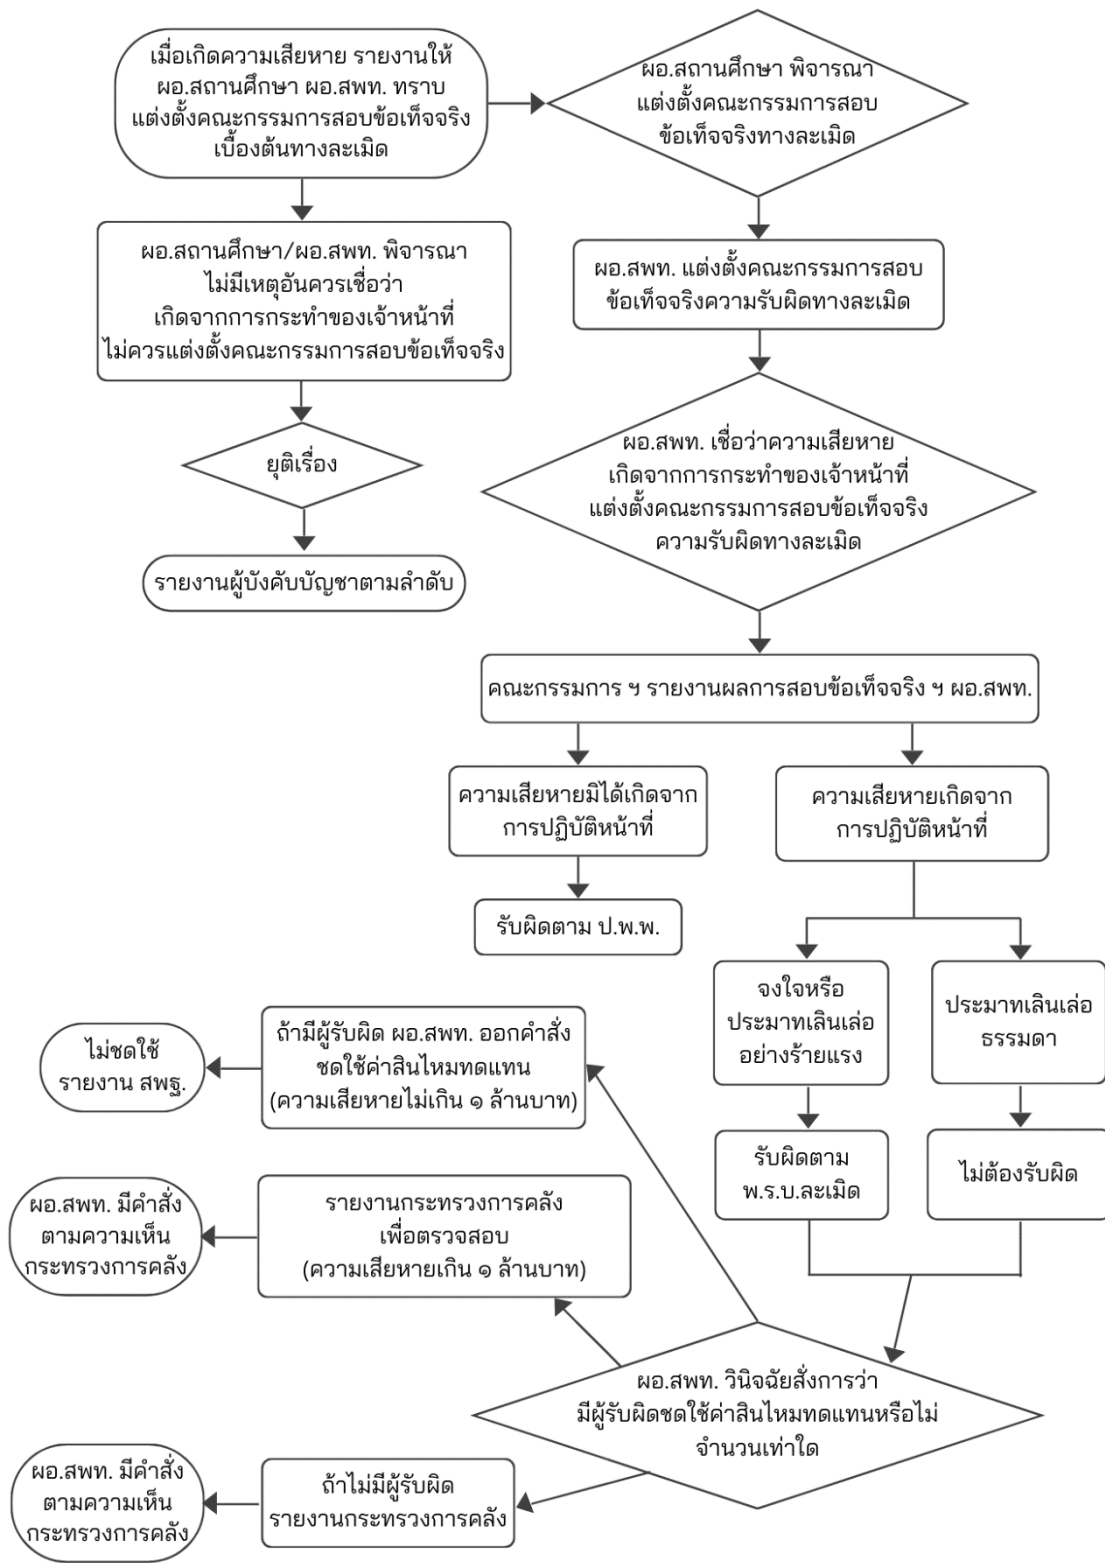 เมื่อเกิดความเสียหาย รายงานให้
ผอ.สถานศึกษา ผอ.สพท. ทราบ
แต่งตั้งคณะกรรมการสอบข้อเท็จจริง
เบื้องต้นทางละเมิด
ผอ.สถานศึกษา พิจารณา
แต่งตั้งคณะกรรมการสอบ
ข้อเท็จจริงทางละเมิด
ผอ.สถานศึกษา/ผอ.สพท. พิจารณา
ไม่มีเหตุอันควรเชื่อว่า
เกิดจากการกระทำของเจ้าหน้าที่
ไม่ควรแต่งตั้งคณะกรรมการสอบข้อเท็จจริง
ผอ.สพท. แต่งตั้งคณะกรรมการสอบ
ข้อเท็จจริงความรับผิดทางละเมิด
ยุติเรื่อง
รายงานผู้บังคับบัญชาตามลำดับ
ผอ.สพท. เชื่อว่าความเสียหาย
เกิดจากการกระทำของเจ้าหน้าที่
แต่งตั้งคณะกรรมการสอบข้อเท็จจริง
ความรับผิดทางละเมิด
คณะกรรมการ ฯ รายงานผลการสอบข้อเท็จจริง ฯ ผอ.สพท.
ความเสียหายมิได้เกิดจาก
การปฏิบัติหน้าที่
ความเสียหายเกิดจาก
การปฏิบัติหน้าที่
รับผิดตาม ป.พ.พ.
จงใจหรือ
ประมาทเลินเล่อ
อย่างร้ายแรง
ประมาทเลินเล่อ
ธรรมดา
ถ้ามีผู้รับผิด ผอ.สพท. ออกคำสั่ง
ชดใช้ค่าสินไหมทดแทน
(ความเสียหายไม่เกิน ๑ ล้านบาท)
ไม่ชดใช้
รายงาน สพฐ.
รับผิดตาม
พ.ร.บ.ละเมิด
ไม่ต้องรับผิด
รายงานกระทรวงการคลัง
เพื่อตรวจสอบ
(ความเสียหายเกิน ๑ ล้านบาท)
ผอ.สพท. มีคำสั่ง
ตามความเห็น
กระทรวงการคลัง
ผอ.สพท. วินิจฉัยสั่งการว่า
มีผู้รับผิดชดใช้ค่าสินไหมทดแทนหรือไม่
จำนวนเท่าใด
ถ้าไม่มีผู้รับผิด
รายงานกระทรวงการคลัง
ผอ.สพท. มีคำสั่ง
ตามความเห็น
กระทรวงการคลัง